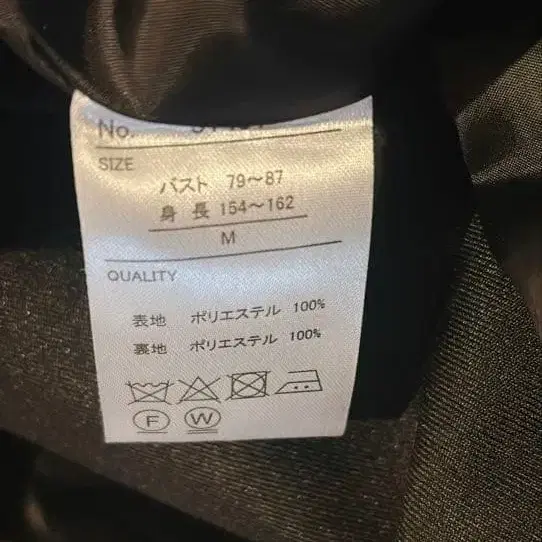 No.
SIZE
バスト 79～87
身長 154～162
M
QUALITY
表地 ポリエステル 100%
裏地 ポリエステル 100%
F W